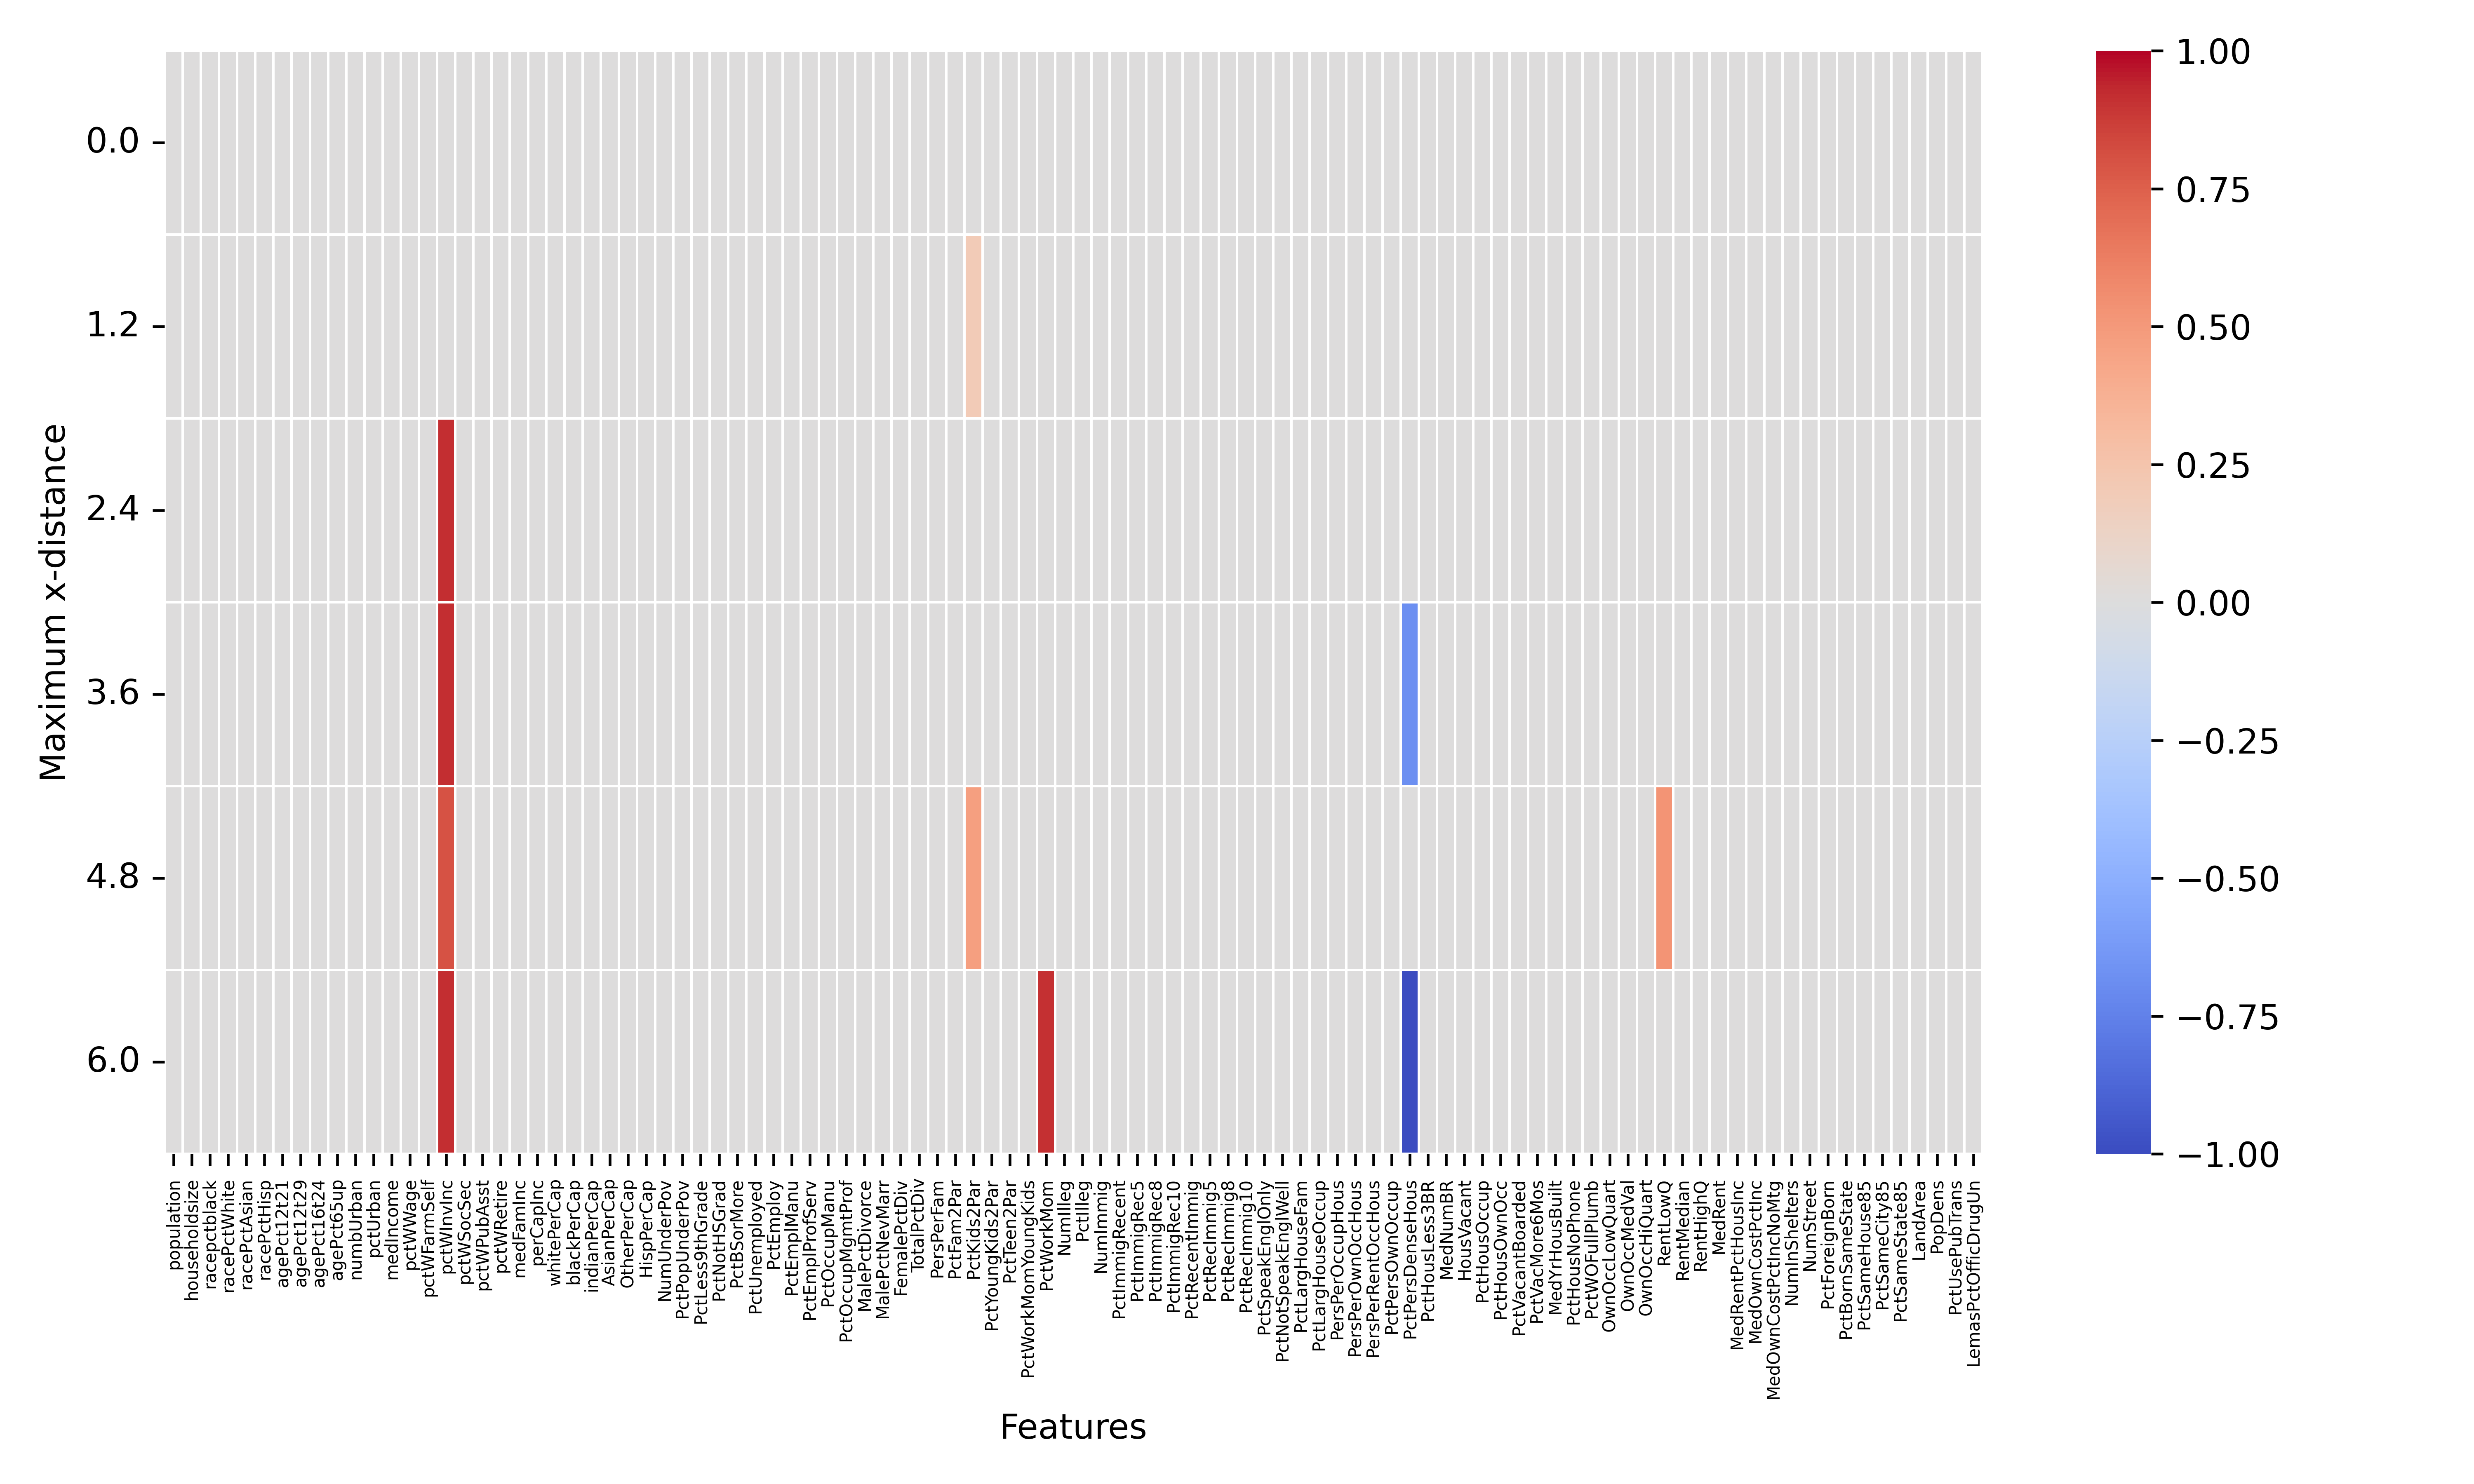 Maximum x-distance
0.0
1.2
2.4
3.6
4.8
6.0
population
householdsize
racepctblack
racePctWhite
racePctAsian
racePctHisp
agePct12t21
agePct12t29
agePct16t24
agePct65up
numbUrban
pctUrban
medIncome
pctWWage
pctWFarmSelf
pctWInvInc
pctWSocSec
pctWPubAsst
pctWRetire
medFamInc
perCapInc
whitePerCap
blackPerCap
indianPerCap
AsianPerCap
OtherPerCap
HispPerCap
NumUnderPov
PctPopUnderPov
PctLess9thGrade
PctNotHSGrad
PctBSorMore
PctUnemployed
PctEmploy
PctEmplManu
PctEmplProfServ
PctOccupManu
PctOccupMgmtProf
MalePctDivorce
MalePctNevMarr
FemalePctDiv
TotalPctDiv
PersPerFam
PctFam2Par
PctKids2Par
PctYoungKids2Par
PctTeen2Par
PctWorkMomYoungKids
PctWorkMom
NumIlleg
PctIlleg
NumImmig
PctImmigRecent
PctImmigRec5
PctImmigRec8
PctImmigRec10
PctRecentImmig
PctRecImmig5
PctRecImmig8
PctRecImmig10
PctSpeakEnglOnly
PctNotSpeakEnglWell
PctLargHouseFam
PctLargHouseOccup
PersPerOccupHous
PersPerOwnOccHous
PersPerRentOccHous
PctPersOwnOccup
PctPersDenseHous
PctHousLess3BR
MedNumBR
HousVacant
PctHousOccup
PctHousOwnOcc
PctVacantBoarded
PctVacMore6Mos
MedYrHousBuilt
PctHousNoPhone
PctWOFullPlumb
OwnOccLowQuart
OwnOccMedVal
OwnOccHiQuart
RentLowQ
RentMedian
RentHighQ
MedRent
MedRentPctHousInc
MedOwnCostPctInc
MedOwnCostPctIncNoMtg
NumInShelters
NumStreet
PctForeignBorn
PctBornSameState
PctSameHouse85
PctSameCity85
PctSameState85
LandArea
PopDens
PctUsePubTrans
LemasPctOfficDrugUn
Features
1.00
0.75
0.50
0.25
0.00
−0.25
−0.50
−0.75
−1.00